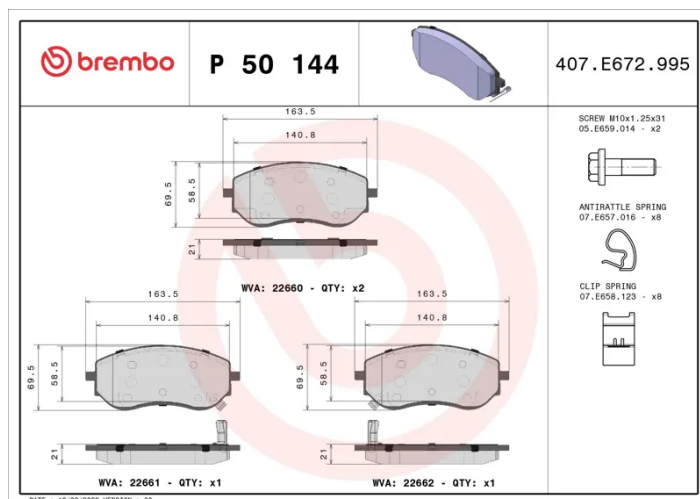 brembo
P 50 144
407.E672.995
163.5
140.8
69.5
58.5
21
WVA: 22660 - QTY: x2
SCREW M10x1.25x31
05.E659.014 - x2
ANTIRATTLE SPRING
07.E657.016 - x8
CLIP SPRING
07.E658.123 - x8
163.5
140.8
69.5
58.5
21
WVA: 22661 - QTY: x1
163.5
140.8
69.5
58.5
21
WVA: 22662 - QTY: x1